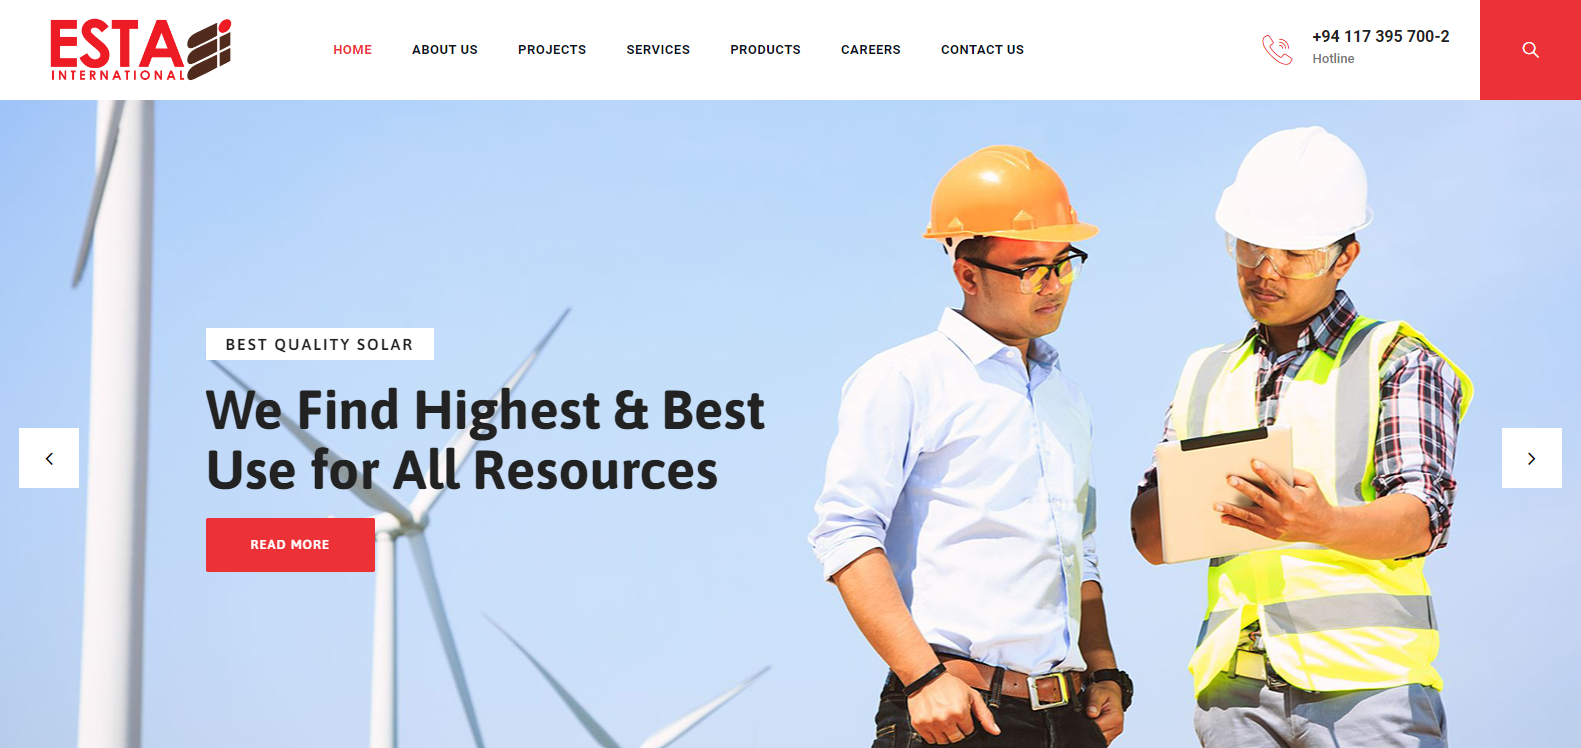 ESTA
INTERNATIONAL
HOME
ABOUT US
PROJECTS
SERVICES
PRODUCTS
CAREERS
CONTACT US
+94 117 395 700-2
Hotline
BEST QUALITY SOLAR
We Find Highest & Best
Use for All Resources
READ MORE